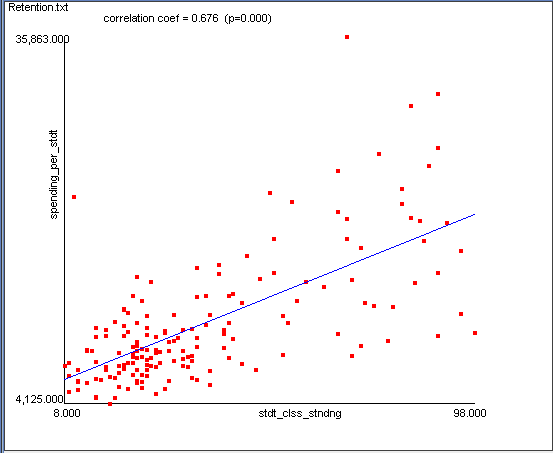 Retention.txt
correlation coef = 0.676 (p=0.000)
35,863.000
spending_per_stdt
4,125.000
8.000
stdt_clss_stndng
98.000